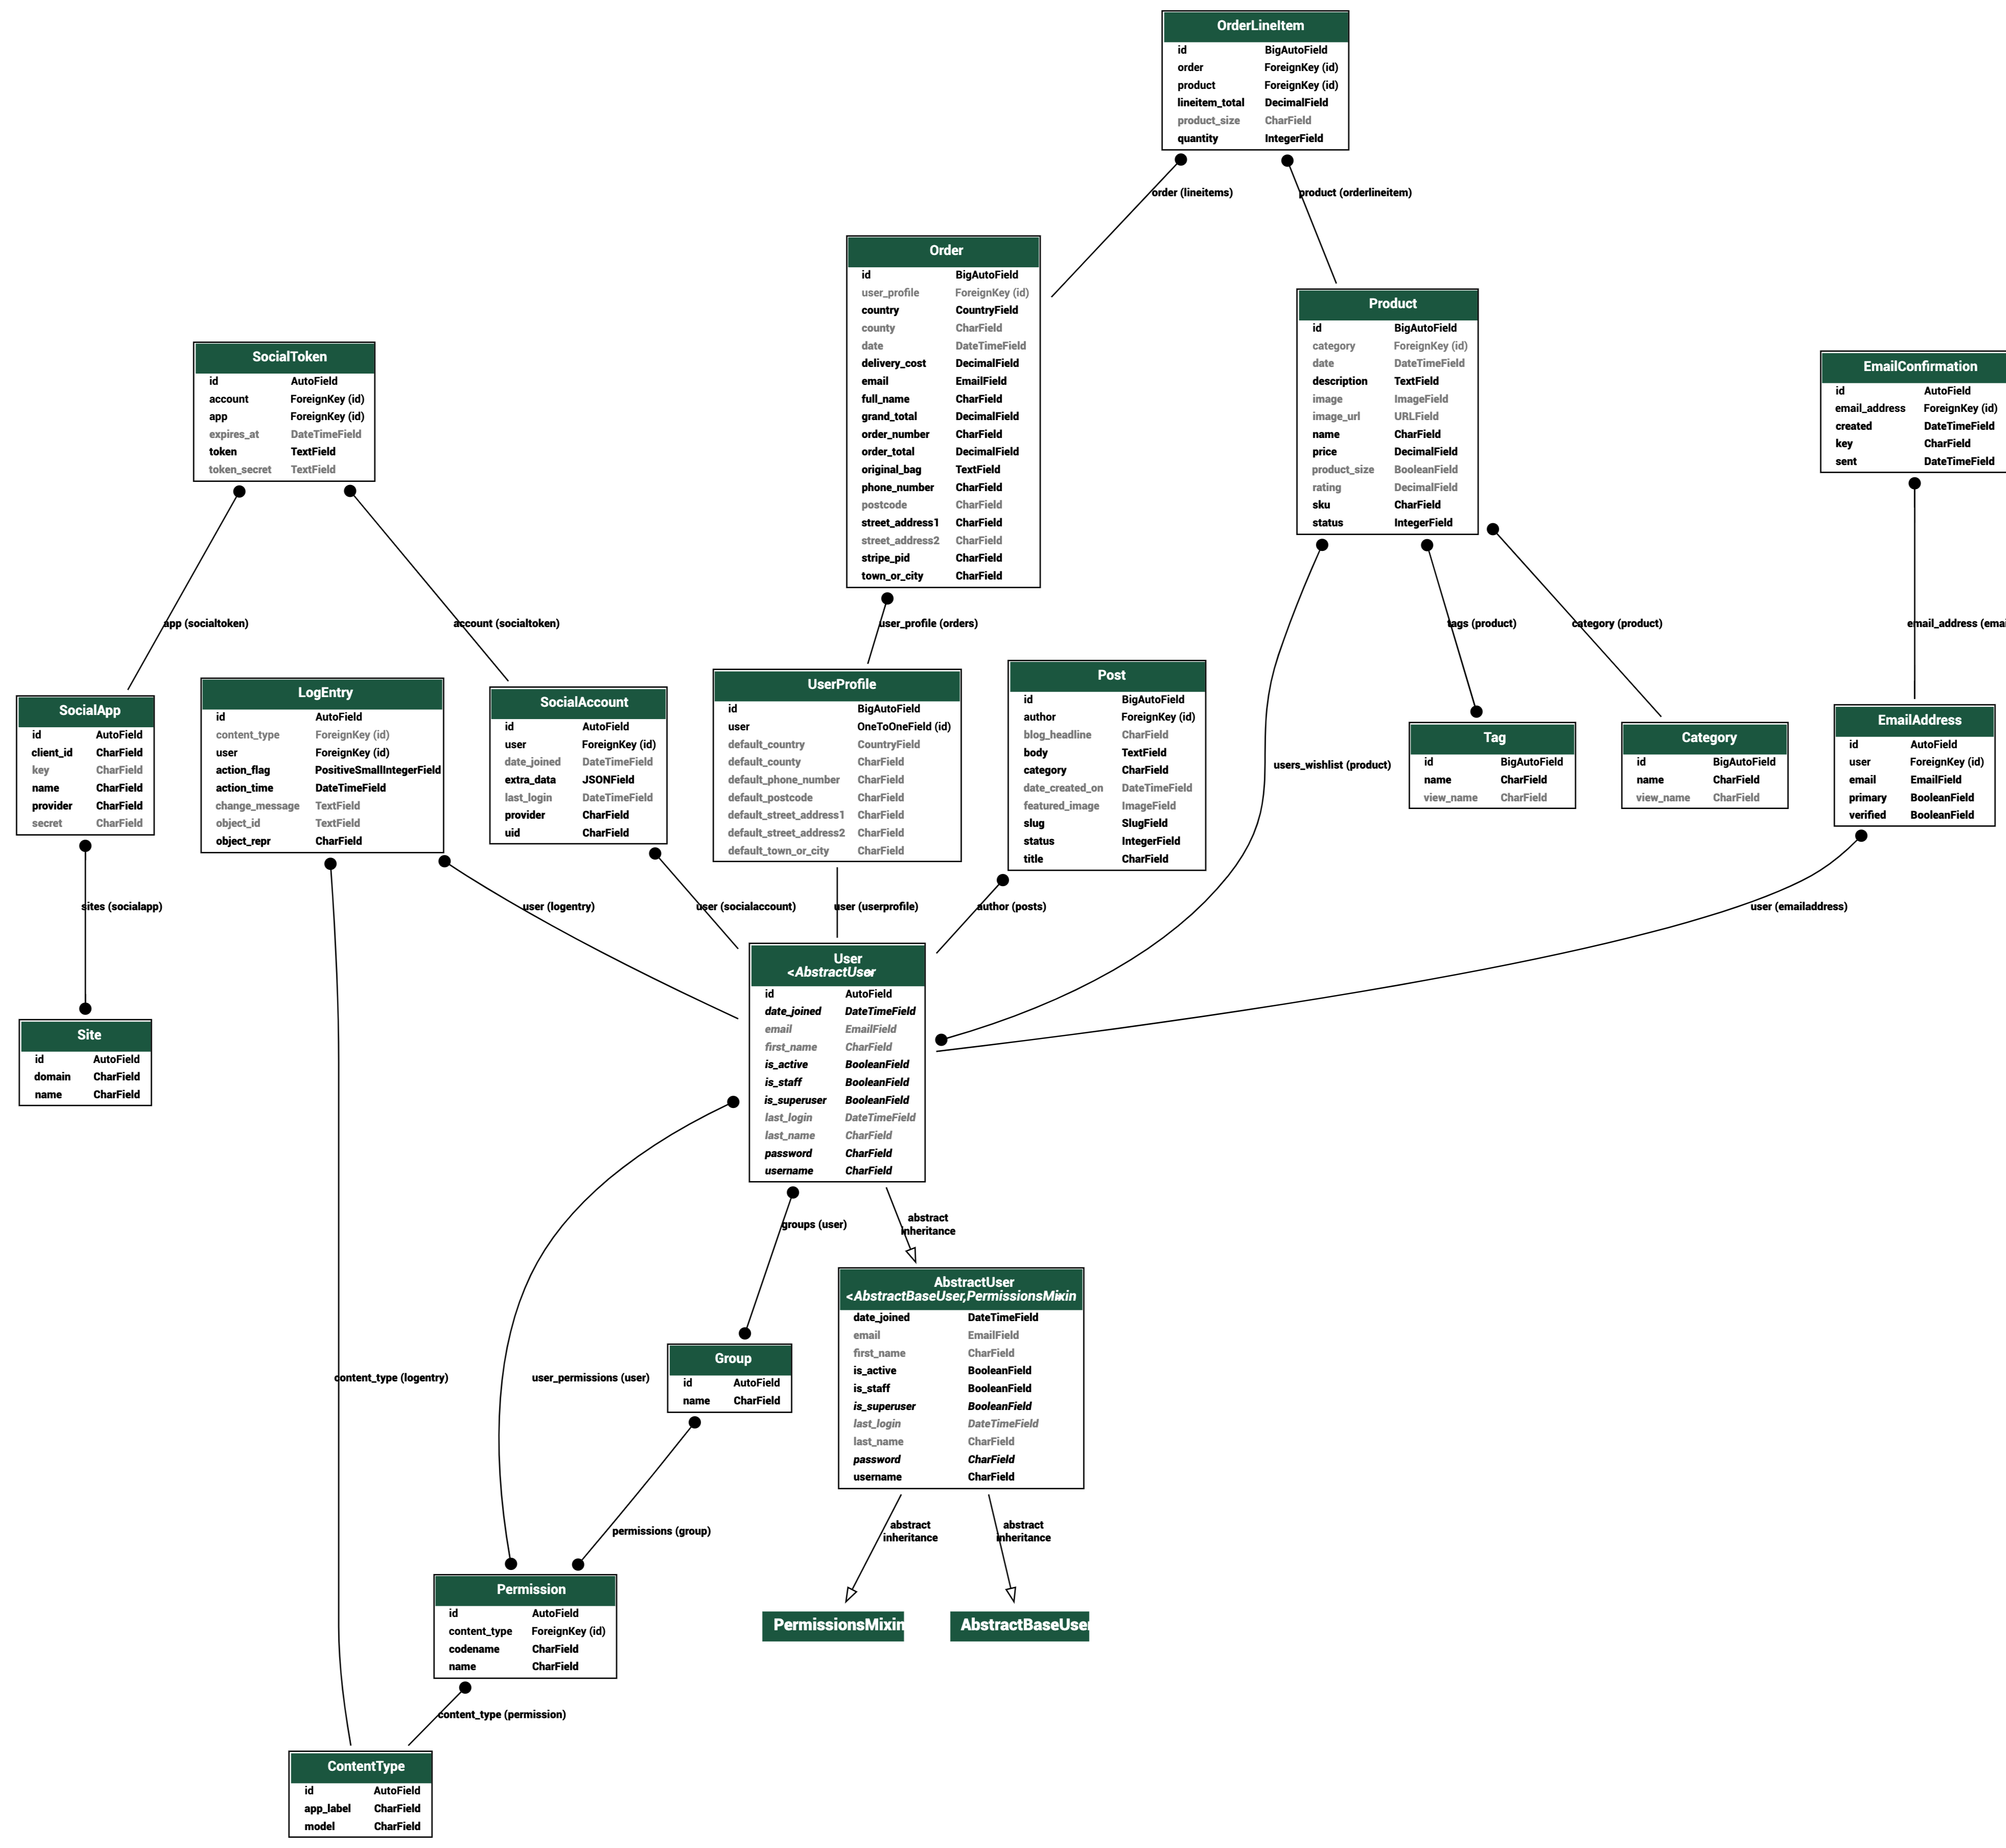 OrderLineItem
id BigAutoField
order ForeignKey (id)
product ForeignKey (id)
lineitem_total DecimalField
product_size CharField
quantity IntegerField
order (lineitems)
product (orderlineitem)
Order
id BigAutoField
user_profile ForeignKey (id)
country CountryField
county CharField
date DateTimeField
delivery_cost DecimalField
email EmailField
full_name CharField
grand_total DecimalField
order_number CharField
order_total DecimalField
original_bag TextField
phone_number CharField
postcode CharField
street_address1 CharField
street_address2 CharField
stripe_pid CharField
town_or_city CharField
Product
id BigAutoField
category ForeignKey (id)
date DateTimeField
description TextField
image ImageField
image_url URLField
name CharField
price DecimalField
product_size BooleanField
rating DecimalField
sku CharField
status IntegerField
SocialToken
id AutoField
account ForeignKey (id)
app ForeignKey (id)
expires_at DateTimeField
token TextField
token_secret TextField
EmailConfirmation
id AutoField
email_address ForeignKey (id)
created DateTimeField
key CharField
sent DateTimeField
app (socialtoken)
account (socialtoken)
user_profile (orders)
tags (product)
category (product)
email_address (emai
SocialApp
id AutoField
client_id CharField
key CharField
name CharField
provider CharField
secret CharField
LogEntry
id AutoField
content_type ForeignKey (id)
user ForeignKey (id)
action_flag PositiveSmallIntegerField
action_time DateTimeField
change_message TextField
object_id TextField
object_repr CharField
SocialAccount
id AutoField
user ForeignKey (id)
date_joined DateTimeField
extra_data JSONField
last_login DateTimeField
provider CharField
uid CharField
UserProfile
id BigAutoField
user OneToOneField (id)
default_country CountryField
default_county CharField
default_phone_number CharField
default_postcode CharField
default_street_address1 CharField
default_street_address2 CharField
default_town_or_city CharField
Post
id BigAutoField
author ForeignKey (id)
blog_headline CharField
body TextField
category CharField
date_created_on DateTimeField
featured_image ImageField
slug SlugField
status IntegerField
title CharField
users_wishlist (product)
Tag
id BigAutoField
name CharField
view_name CharField
Category
id BigAutoField
name CharField
view_name CharField
EmailAddress
id AutoField
user ForeignKey (id)
email EmailField
primary BooleanField
verified BooleanField
sites (socialapp)
user (logentry)
user (socialaccount)
user (userprofile)
author (posts)
user (emailaddress)
Site
id AutoField
domain CharField
name CharField
User
<AbstractUser>
id AutoField
date_joined DateTimeField
email EmailField
first_name CharField
is_active BooleanField
is_staff BooleanField
is_superuser BooleanField
last_login DateTimeField
last_name CharField
password CharField
username CharField
groups (user)
abstract
inheritance
AbstractUser
<AbstractBaseUser,PermissionsMixin>
date_joined DateTimeField
email EmailField
first_name CharField
is_active BooleanField
is_staff BooleanField
is_superuser BooleanField
last_login DateTimeField
last_name CharField
password CharField
username CharField
Group
id AutoField
name CharField
content_type (logentry)
user_permissions (user)
permissions (group)
abstract
inheritance
abstract
inheritance
Permission
id AutoField
content_type ForeignKey (id)
codename CharField
name CharField
PermissionsMixin
AbstractBaseUser
content_type (permission)
ContentType
id AutoField
app_label CharField
model CharField